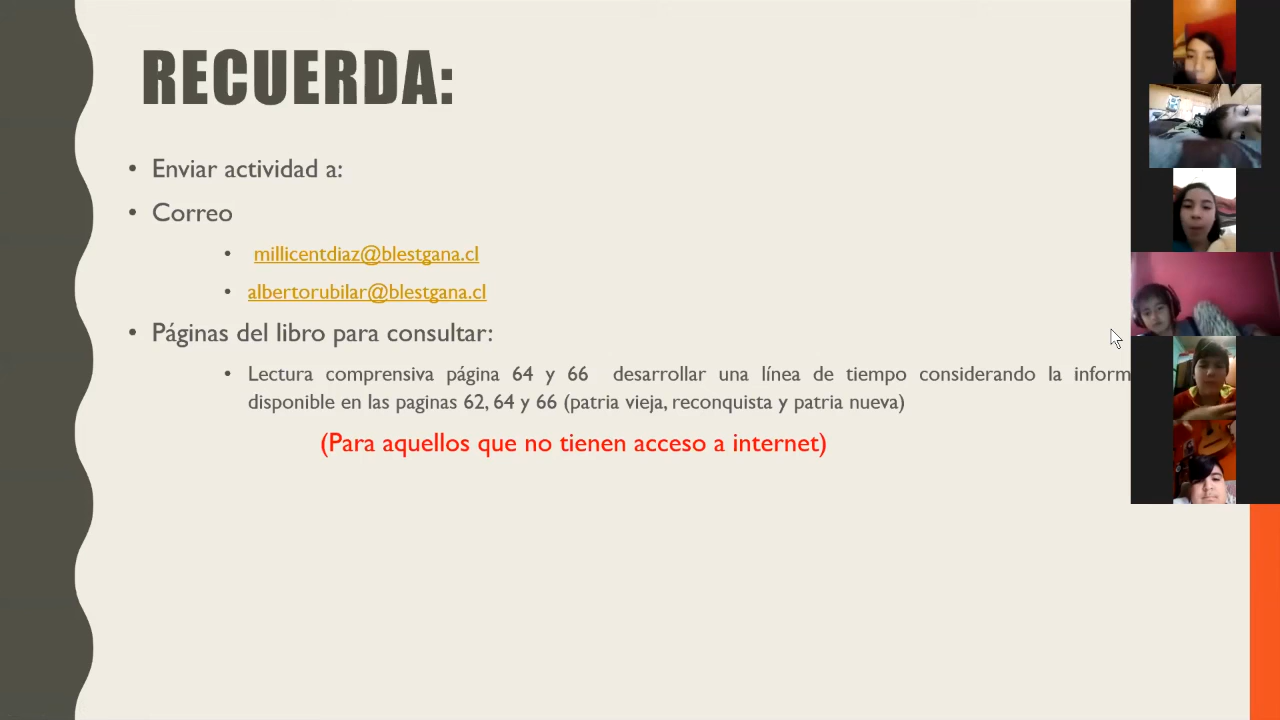 RECUERDA:
• Enviar actividad a:
• Correo
• millicentdiaz@blestgana.cl
• albertorubilar@blestgana.cl
• Páginas del libro para consultar:
• Lectura comprensiva página 64 y 66 desarrollar una línea de tiempo considerando la inform
disponible en las paginas 62, 64 y 66 (patria vieja, reconquista y patria nueva)
(Para aquellos que no tienen acceso a internet)